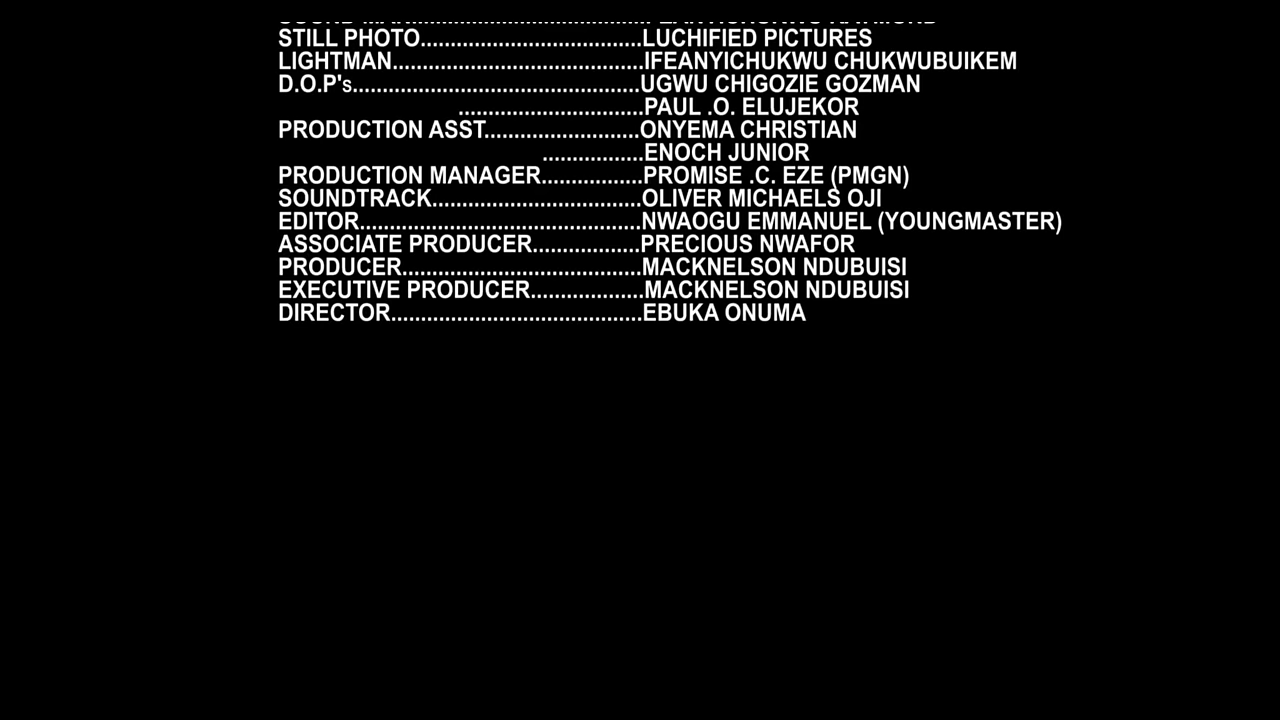 STILL PHOTO.....................................LUCHIFIED PICTURES
LIGHTMAN..........................................IFEANYICHUKWU CHUKWUBUIKEM
D.O.P's................................................UGWU CHIGOZIE GOZMAN
...............................PAUL .O. ELUJEKOR
PRODUCTION ASST..........................ONYEMA CHRISTIAN
.................ENOCH JUNIOR
PRODUCTION MANAGER.................PROMISE .C. EZE (PMGN)
SOUNDTRACK...................................OLIVER MICHAELS OJI
EDITOR...............................................NWAOGU EMMANUEL (YOUNGMASTER)
ASSOCIATE PRODUCER..................PRECIOUS NWAFOR
PRODUCER........................................MACKNELSON NDUBUISI
EXECUTIVE PRODUCER...................MACKNELSON NDUBUISI
DIRECTOR..........................................EBUKA ONUMA